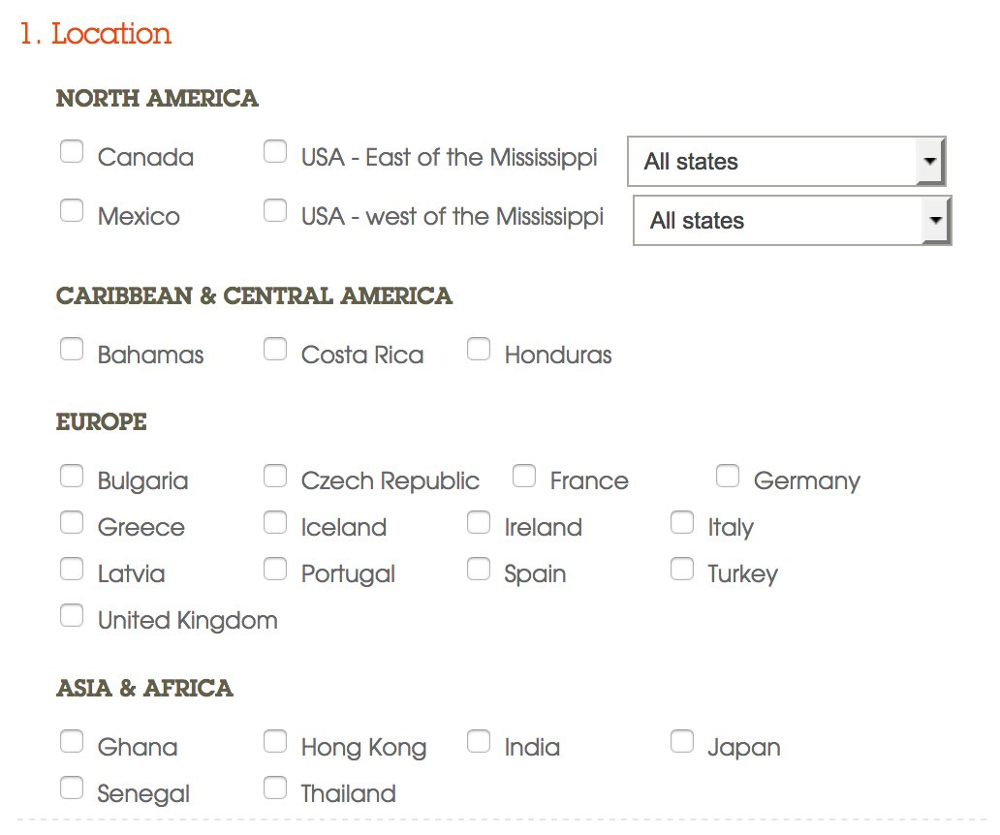 1. Location
NORTH AMERICA
Canada USA - East of the Mississippi All states
Mexico USA - west of the Mississippi All states
CARIBBEAN & CENTRAL AMERICA
Bahamas Costa Rica Honduras
EUROPE
Bulgaria Czech Republic France Germany
Greece Iceland Ireland Italy
Latvia Portugal Spain Turkey
United Kingdom
ASIA & AFRICA
Ghana Hong Kong India Japan
Senegal Thailand